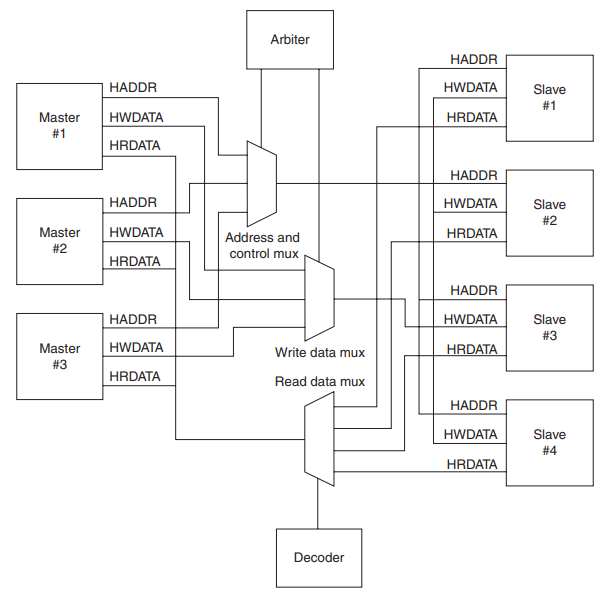 Arbiter
Master
#1
HADDR
HWDATA
HRDATA
Master
#2
HADDR
HWDATA
HRDATA
Master
#3
HADDR
HWDATA
HRDATA
Address and
control mux
Write data mux
Read data mux
Decoder
HADDR
HWDATA
HRDATA
Slave
#1
HADDR
HWDATA
HRDATA
Slave
#2
HADDR
HWDATA
HRDATA
Slave
#3
HADDR
HWDATA
HRDATA
Slave
#4